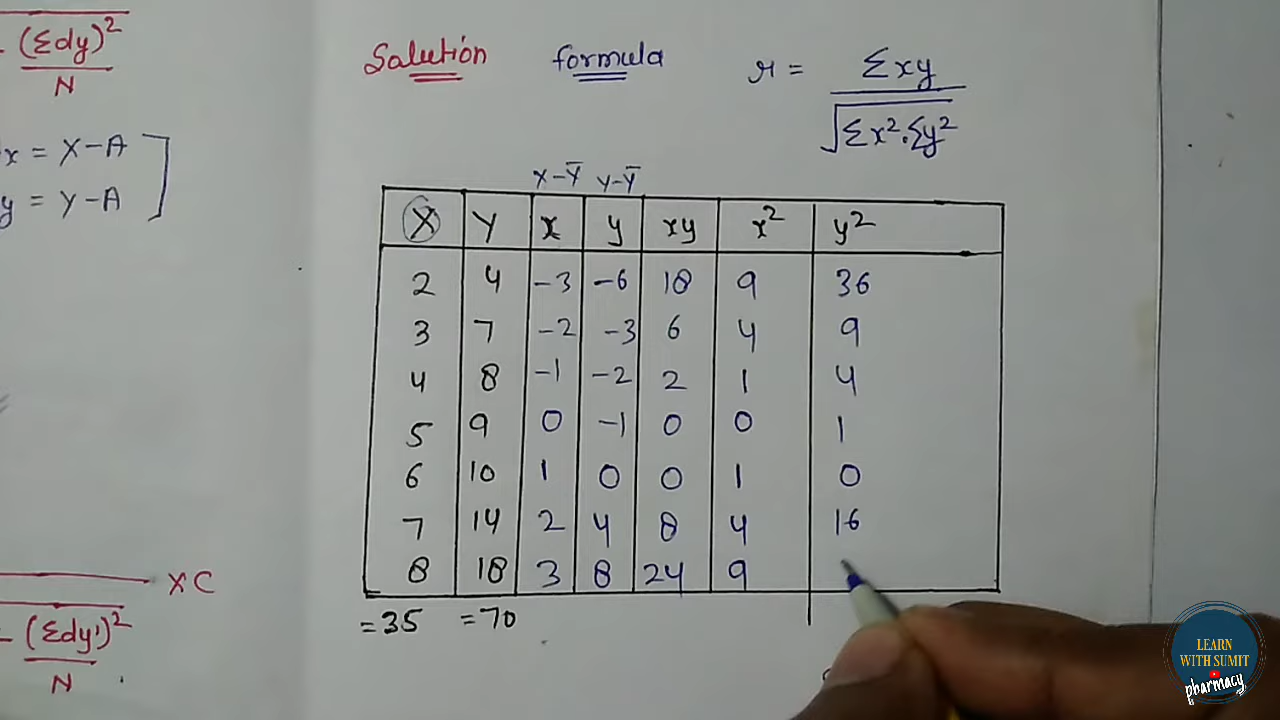 - (Σdy)²
N
x = X-A
y = Y-A
X C
- (Σdy')²
N
Salution formula r = Σxy
√Σx².Σy²
X-Y̅ Y-Y̅
X Y x y xy x² y²
2 4 -3 -6 18 9 36
3 7 -2 -3 6 4 9
4 8 -1 -2 2 1 4
5 9 0 -1 0 0 1
6 10 1 0 0 1 0
7 14 2 4 8 4 16
8 18 3 8 24 9
=35 =70
LEARN
WITH SUMIT
pharmacy